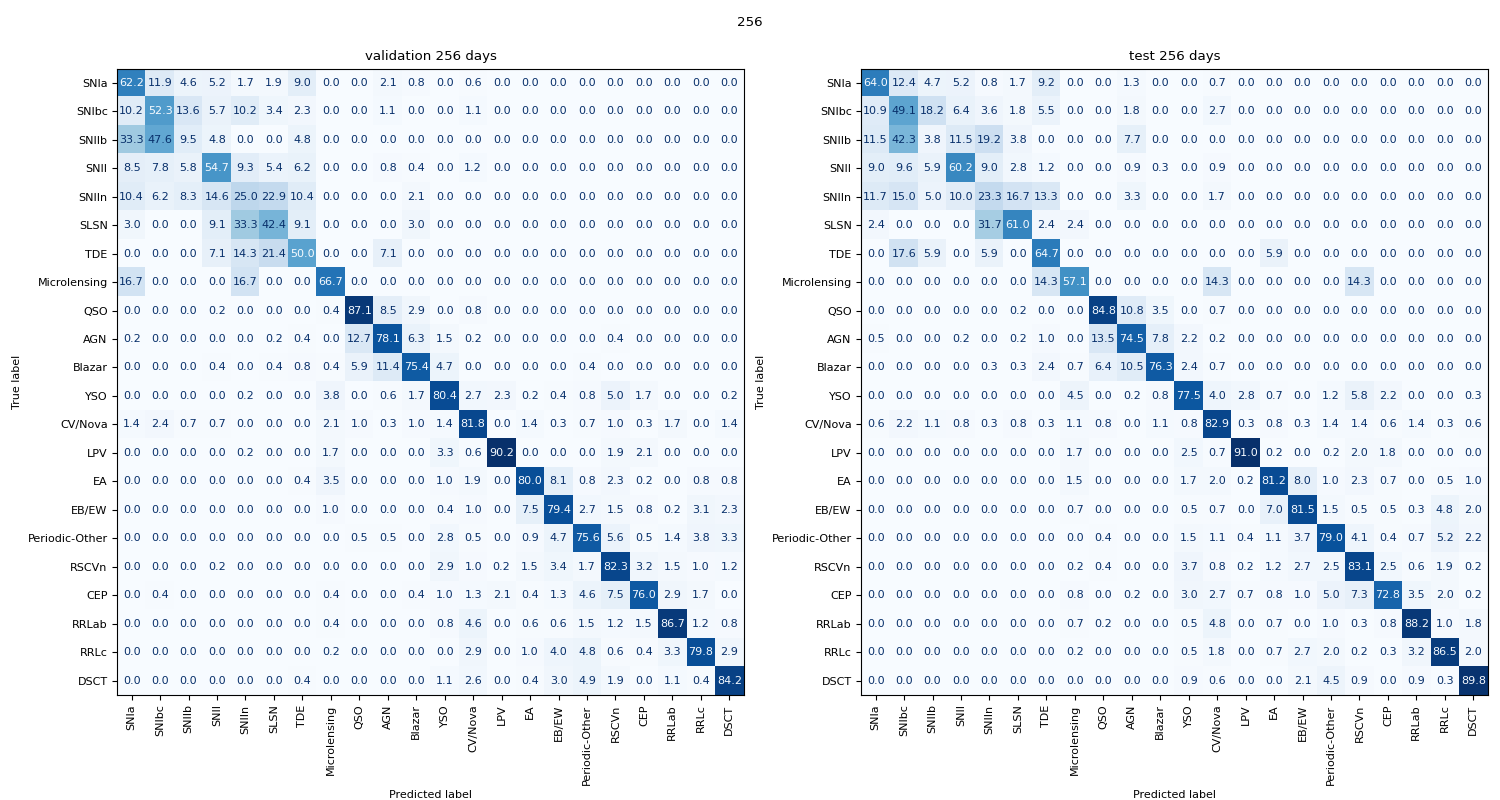 256
validation 256 days
SNIa 62.2 11.9 4.6 5.2 1.7 1.9 9.0 0.0 0.0 2.1 0.8 0.0 0.6 0.0 0.0 0.0 0.0 0.0 0.0 0.0 0.0 0.0
SNIbc 10.2 52.3 13.6 5.7 10.2 3.4 2.3 0.0 0.0 1.1 0.0 0.0 1.1 0.0 0.0 0.0 0.0 0.0 0.0 0.0 0.0 0.0
SNIIb 33.3 47.6 9.5 4.8 0.0 0.0 4.8 0.0 0.0 0.0 0.0 0.0 0.0 0.0 0.0 0.0 0.0 0.0 0.0 0.0 0.0 0.0
SNII 8.5 7.8 5.8 54.7 9.3 5.4 6.2 0.0 0.0 0.8 0.4 0.0 1.2 0.0 0.0 0.0 0.0 0.0 0.0 0.0 0.0 0.0
SNIIn 10.4 6.2 8.3 14.6 25.0 22.9 10.4 0.0 0.0 0.0 2.1 0.0 0.0 0.0 0.0 0.0 0.0 0.0 0.0 0.0 0.0 0.0
SLSN 3.0 0.0 0.0 9.1 33.3 42.4 9.1 0.0 0.0 0.0 3.0 0.0 0.0 0.0 0.0 0.0 0.0 0.0 0.0 0.0 0.0 0.0
TDE 0.0 0.0 0.0 7.1 14.3 21.4 50.0 0.0 0.0 7.1 0.0 0.0 0.0 0.0 0.0 0.0 0.0 0.0 0.0 0.0 0.0 0.0
Microlensing 16.7 0.0 0.0 0.0 16.7 0.0 0.0 66.7 0.0 0.0 0.0 0.0 0.0 0.0 0.0 0.0 0.0 0.0 0.0 0.0 0.0 0.0
QSO 0.0 0.0 0.0 0.2 0.0 0.0 0.0 0.4 87.1 8.5 2.9 0.0 0.8 0.0 0.0 0.0 0.0 0.0 0.0 0.0 0.0 0.0
AGN 0.2 0.0 0.0 0.0 0.0 0.2 0.4 0.0 12.7 78.1 6.3 1.5 0.2 0.0 0.0 0.0 0.0 0.4 0.0 0.0 0.0 0.0
Blazar 0.0 0.0 0.0 0.4 0.0 0.4 0.8 0.4 5.9 11.4 75.4 4.7 0.0 0.0 0.0 0.0 0.4 0.0 0.0 0.0 0.0 0.0
YSO 0.0 0.0 0.0 0.0 0.2 0.0 0.0 3.8 0.0 0.6 1.7 80.4 2.7 2.3 0.2 0.4 0.8 5.0 1.7 0.0 0.0 0.2
CV/Nova 1.4 2.4 0.7 0.7 0.0 0.0 0.0 2.1 1.0 0.3 1.0 1.4 81.8 0.0 1.4 0.3 0.7 1.0 0.3 1.7 0.0 1.4
LPV 0.0 0.0 0.0 0.0 0.2 0.0 0.0 1.7 0.0 0.0 0.0 3.3 0.6 90.2 0.0 0.0 0.0 1.9 2.1 0.0 0.0 0.0
EA 0.0 0.0 0.0 0.0 0.0 0.0 0.4 3.5 0.0 0.0 0.0 1.0 1.9 0.0 80.0 8.1 0.8 2.3 0.2 0.0 0.8 0.8
EB/EW 0.0 0.0 0.0 0.0 0.0 0.0 0.0 1.0 0.0 0.0 0.0 0.4 1.0 0.0 7.5 79.4 2.7 1.5 0.8 0.2 3.1 2.3
Periodic-Other 0.0 0.0 0.0 0.0 0.0 0.0 0.0 0.0 0.5 0.5 0.0 2.8 0.5 0.0 0.9 4.7 75.6 5.6 0.5 1.4 3.8 3.3
RSCVn 0.0 0.0 0.0 0.2 0.0 0.0 0.0 0.0 0.0 0.0 0.0 2.9 1.0 0.2 1.5 3.4 1.7 82.3 3.2 1.5 1.0 1.2
CEP 0.0 0.4 0.0 0.0 0.0 0.0 0.0 0.4 0.0 0.0 0.4 1.0 1.3 2.1 0.4 1.3 4.6 7.5 76.0 2.9 1.7 0.0
RRLab 0.0 0.0 0.0 0.0 0.0 0.0 0.0 0.4 0.0 0.0 0.0 0.8 4.6 0.0 0.6 0.6 1.5 1.2 1.5 86.7 1.2 0.8
RRLc 0.0 0.0 0.0 0.0 0.0 0.0 0.0 0.2 0.0 0.0 0.0 0.0 2.9 0.0 1.0 4.0 4.8 0.6 0.4 3.3 79.8 2.9
DSCT 0.0 0.0 0.0 0.0 0.0 0.0 0.4 0.0 0.0 0.0 0.0 1.1 2.6 0.0 0.4 3.0 4.9 1.9 0.0 1.1 0.4 84.2
SNIa SNIbc SNIIb SNII SNIIn SLSN TDE Microlensing QSO AGN Blazar YSO CV/Nova LPV EA EB/EW Periodic-Other RSCVn CEP RRLab RRLc DSCT
Predicted label
True label
test 256 days
64.0 12.4 4.7 5.2 0.8 1.7 9.2 0.0 0.0 1.3 0.0 0.0 0.7 0.0 0.0 0.0 0.0 0.0 0.0 0.0 0.0 0.0
10.9 49.1 18.2 6.4 3.6 1.8 5.5 0.0 0.0 1.8 0.0 0.0 2.7 0.0 0.0 0.0 0.0 0.0 0.0 0.0 0.0 0.0
11.5 42.3 3.8 11.5 19.2 3.8 0.0 0.0 0.0 7.7 0.0 0.0 0.0 0.0 0.0 0.0 0.0 0.0 0.0 0.0 0.0 0.0
9.0 9.6 5.9 60.2 9.0 2.8 1.2 0.0 0.0 0.9 0.3 0.0 0.9 0.0 0.0 0.0 0.0 0.0 0.0 0.0 0.0 0.0
11.7 15.0 5.0 10.0 23.3 16.7 13.3 0.0 0.0 3.3 0.0 0.0 1.7 0.0 0.0 0.0 0.0 0.0 0.0 0.0 0.0 0.0
2.4 0.0 0.0 0.0 31.7 61.0 2.4 2.4 0.0 0.0 0.0 0.0 0.0 0.0 0.0 0.0 0.0 0.0 0.0 0.0 0.0 0.0
0.0 17.6 5.9 0.0 5.9 0.0 64.7 0.0 0.0 0.0 0.0 0.0 0.0 0.0 5.9 0.0 0.0 0.0 0.0 0.0 0.0 0.0
0.0 0.0 0.0 0.0 0.0 0.0 14.3 57.1 0.0 0.0 0.0 0.0 14.3 0.0 0.0 0.0 0.0 14.3 0.0 0.0 0.0 0.0
0.0 0.0 0.0 0.0 0.0 0.2 0.0 0.0 84.8 10.8 3.5 0.0 0.7 0.0 0.0 0.0 0.0 0.0 0.0 0.0 0.0 0.0
0.5 0.0 0.0 0.0 0.2 0.0 1.0 0.0 13.5 74.5 7.8 2.2 0.2 0.0 0.0 0.0 0.0 0.0 0.0 0.0 0.0 0.0
0.0 0.0 0.0 0.0 0.3 0.3 2.4 0.7 6.4 10.5 76.3 2.4 0.7 0.0 0.0 0.0 0.0 0.0 0.0 0.0 0.0 0.0
0.0 0.0 0.0 0.0 0.0 0.0 0.0 4.5 0.0 0.2 0.8 77.5 4.0 2.8 0.7 0.0 1.2 5.8 2.2 0.0 0.0 0.3
0.6 2.2 1.1 0.8 0.3 0.8 0.3 1.1 0.8 0.0 1.1 0.8 82.9 0.3 0.8 0.3 1.4 1.4 0.6 1.4 0.3 0.6
0.0 0.0 0.0 0.0 0.0 0.0 0.0 1.7 0.0 0.0 0.0 2.5 0.7 91.0 0.2 0.0 0.2 2.0 1.8 0.0 0.0 0.0
0.0 0.0 0.0 0.0 0.0 0.0 0.0 1.5 0.0 0.0 0.0 1.7 2.0 0.2 81.2 8.0 1.0 2.3 0.7 0.0 0.5 1.0
0.0 0.0 0.0 0.0 0.0 0.0 0.0 0.7 0.0 0.0 0.0 0.5 0.7 0.0 7.0 81.5 1.5 0.5 0.5 0.3 4.8 2.0
0.0 0.0 0.0 0.0 0.0 0.0 0.0 0.0 0.4 0.0 0.0 1.5 1.1 0.4 1.1 3.7 79.0 4.1 0.4 0.7 5.2 2.2
0.0 0.0 0.0 0.0 0.0 0.0 0.0 0.0 0.2 0.4 0.0 3.7 0.8 0.2 1.2 2.7 2.5 83.1 2.5 0.6 1.9 0.2
0.0 0.0 0.0 0.0 0.0 0.0 0.0 0.8 0.0 0.2 0.0 3.0 2.2 0.7 0.8 1.0 5.0 7.3 72.8 3.5 2.0 0.2
0.0 0.0 0.0 0.0 0.0 0.0 0.0 0.7 0.2 0.0 0.0 0.5 4.8 0.0 0.7 0.0 1.0 0.3 0.8 88.2 1.0 1.8
0.0 0.0 0.0 0.0 0.0 0.0 0.0 0.0 0.0 0.0 0.0 0.5 1.8 0.0 0.7 2.7 2.0 0.2 0.3 3.2 86.5 2.0
0.0 0.0 0.0 0.0 0.0 0.0 0.0 0.0 0.0 0.0 0.0 0.9 0.6 0.0 0.0 2.1 4.5 0.9 0.0 0.9 0.3 89.8
SNIa SNIbc SNIIb SNII SNIIn SLSN TDE Microlensing QSO AGN Blazar YSO CV/Nova LPV EA EB/EW Periodic-Other RSCVn CEP RRLab RRLc DSCT
Predicted label
True label